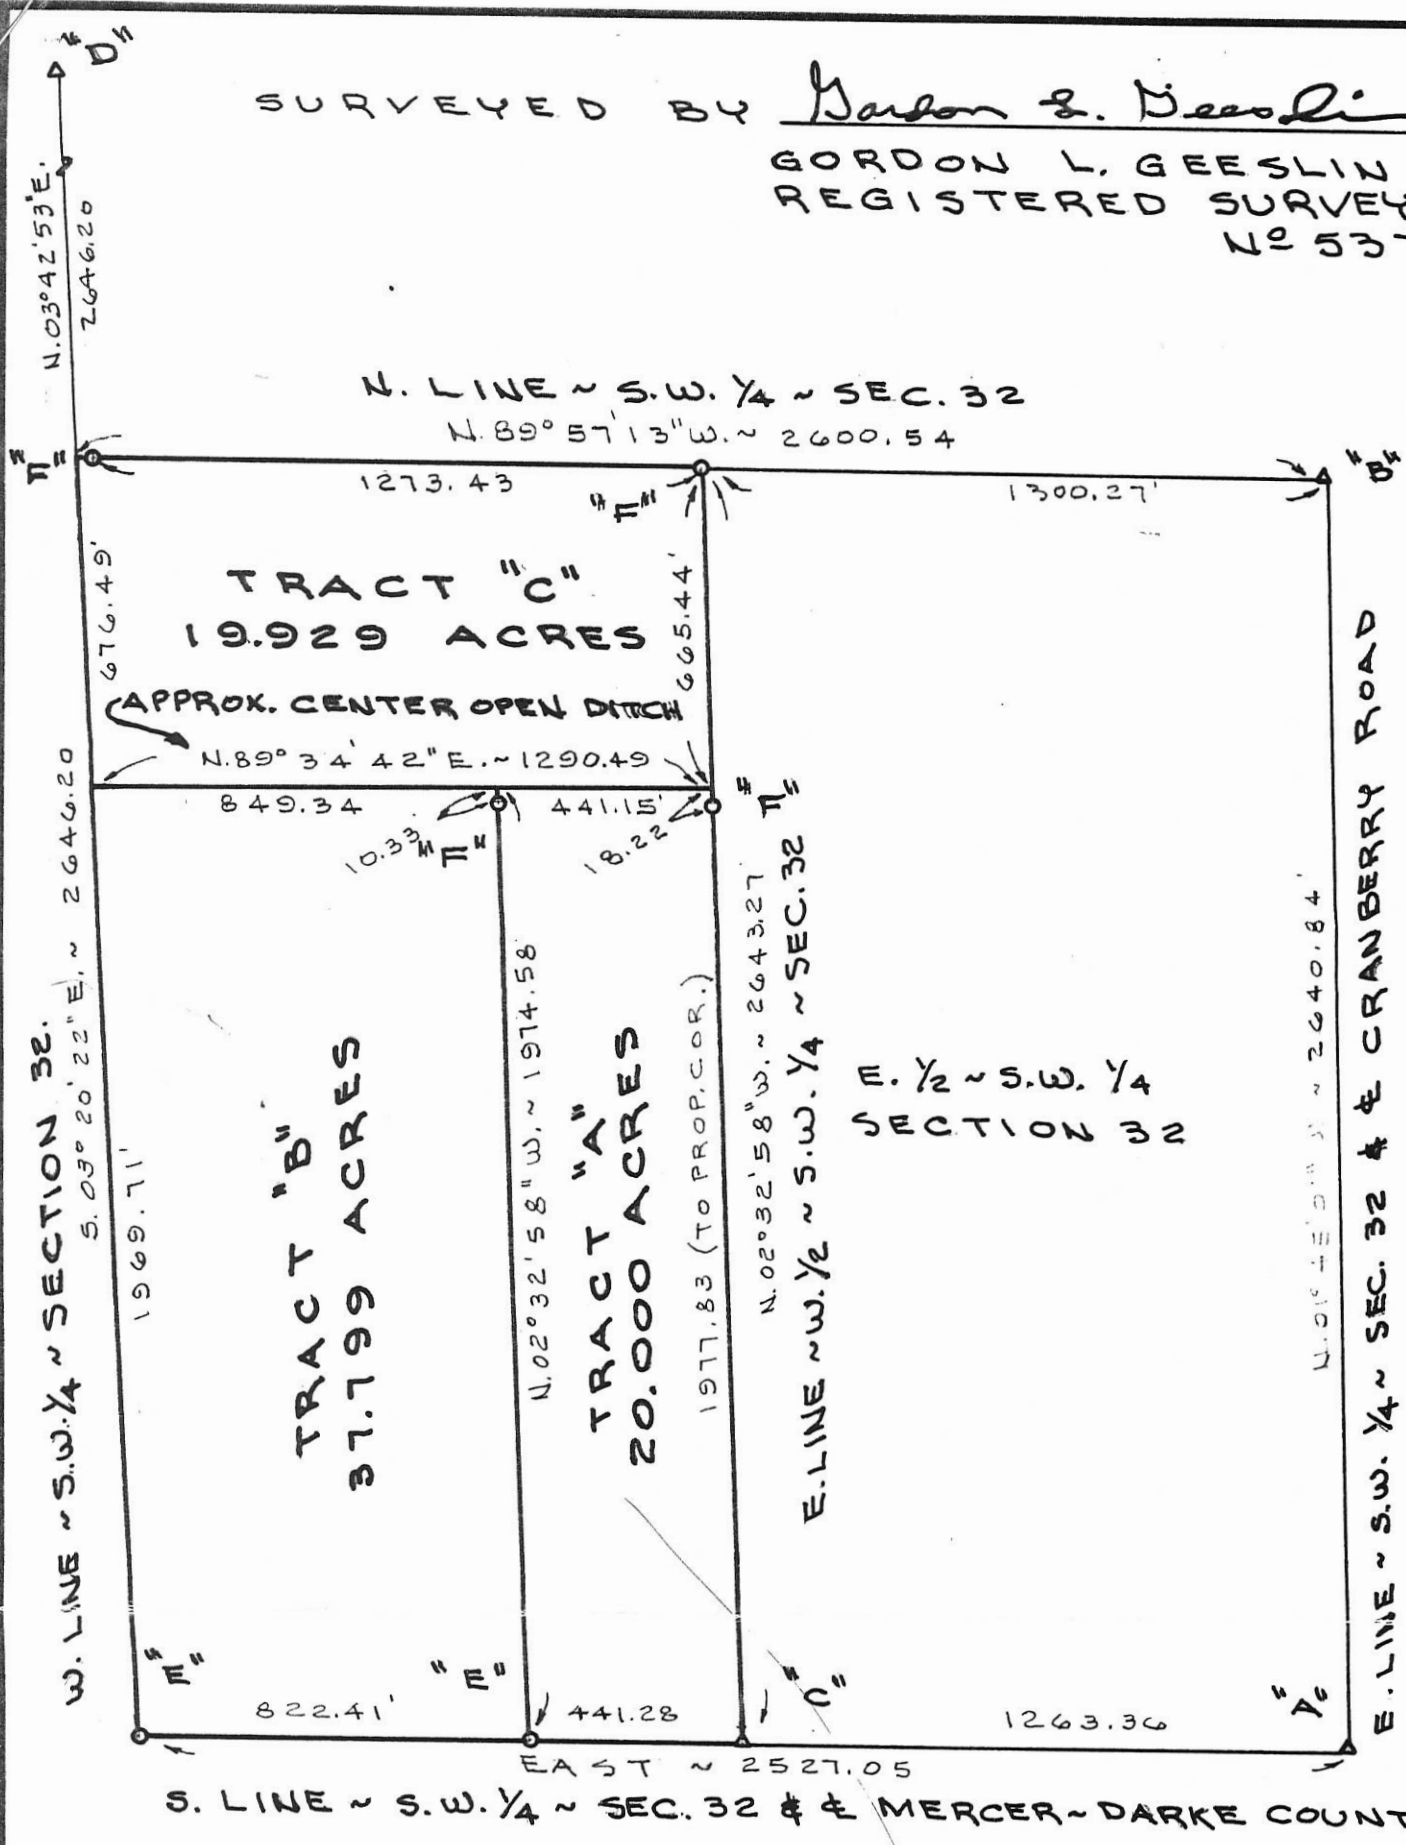 "D"
SURVEYED BY Gordon L. Geeslin
GORDON L. GEESLIN
REGISTERED SURVEY
Nº 53
N.03°42'53"E.
2646.20
N. LINE ~ S.W. 1/4 ~ SEC. 32
N. 89° 57' 13" W. ~ 2600.54
"F"
1273.43
"F"
1300.27'
"B"
676.49'
TRACT "C"
19.929 ACRES
665.44'
APPROX. CENTER OPEN DITCH
N.89° 34' 42" E. ~ 1290.49
849.34
441.15'
10.33
"F"
18.22
"F"
W. LINE ~ S.W. 1/4 ~ SECTION 32.
S. 03° 20' 22" E. ~ 2646.20
1969.71'
TRACT "B"
37.799 ACRES
N.02° 32' 58" W. ~ 1974.58
TRACT "A"
20.000 ACRES
1977.83 (TO PROP. COR.)
N.02°32'58"W. ~ 2643.27
E. LINE ~ W. 1/2 ~ S.W. 1/4 ~ SEC. 32
E. 1/2 ~ S.W. 1/4
SECTION 32
~ 2640.84'
E. LINE ~ S.W. 1/4 ~ SEC. 32 & ℄ CRANBERRY ROAD
"E"
"E"
"C"
"A"
822.41'
441.28
1263.36
EAST ~ 2527.05
S. LINE ~ S.W. 1/4 ~ SEC. 32 & ℄ MERCER ~ DARKE COUNT